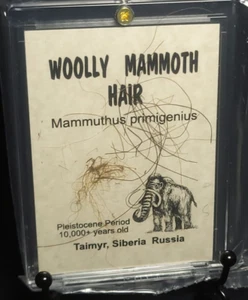 WOOLLY MAMMOTH
HAIR
Mammuthus primigenius
Pleistocene Period
10,000+ years old
Taimyr, Siberia Russia